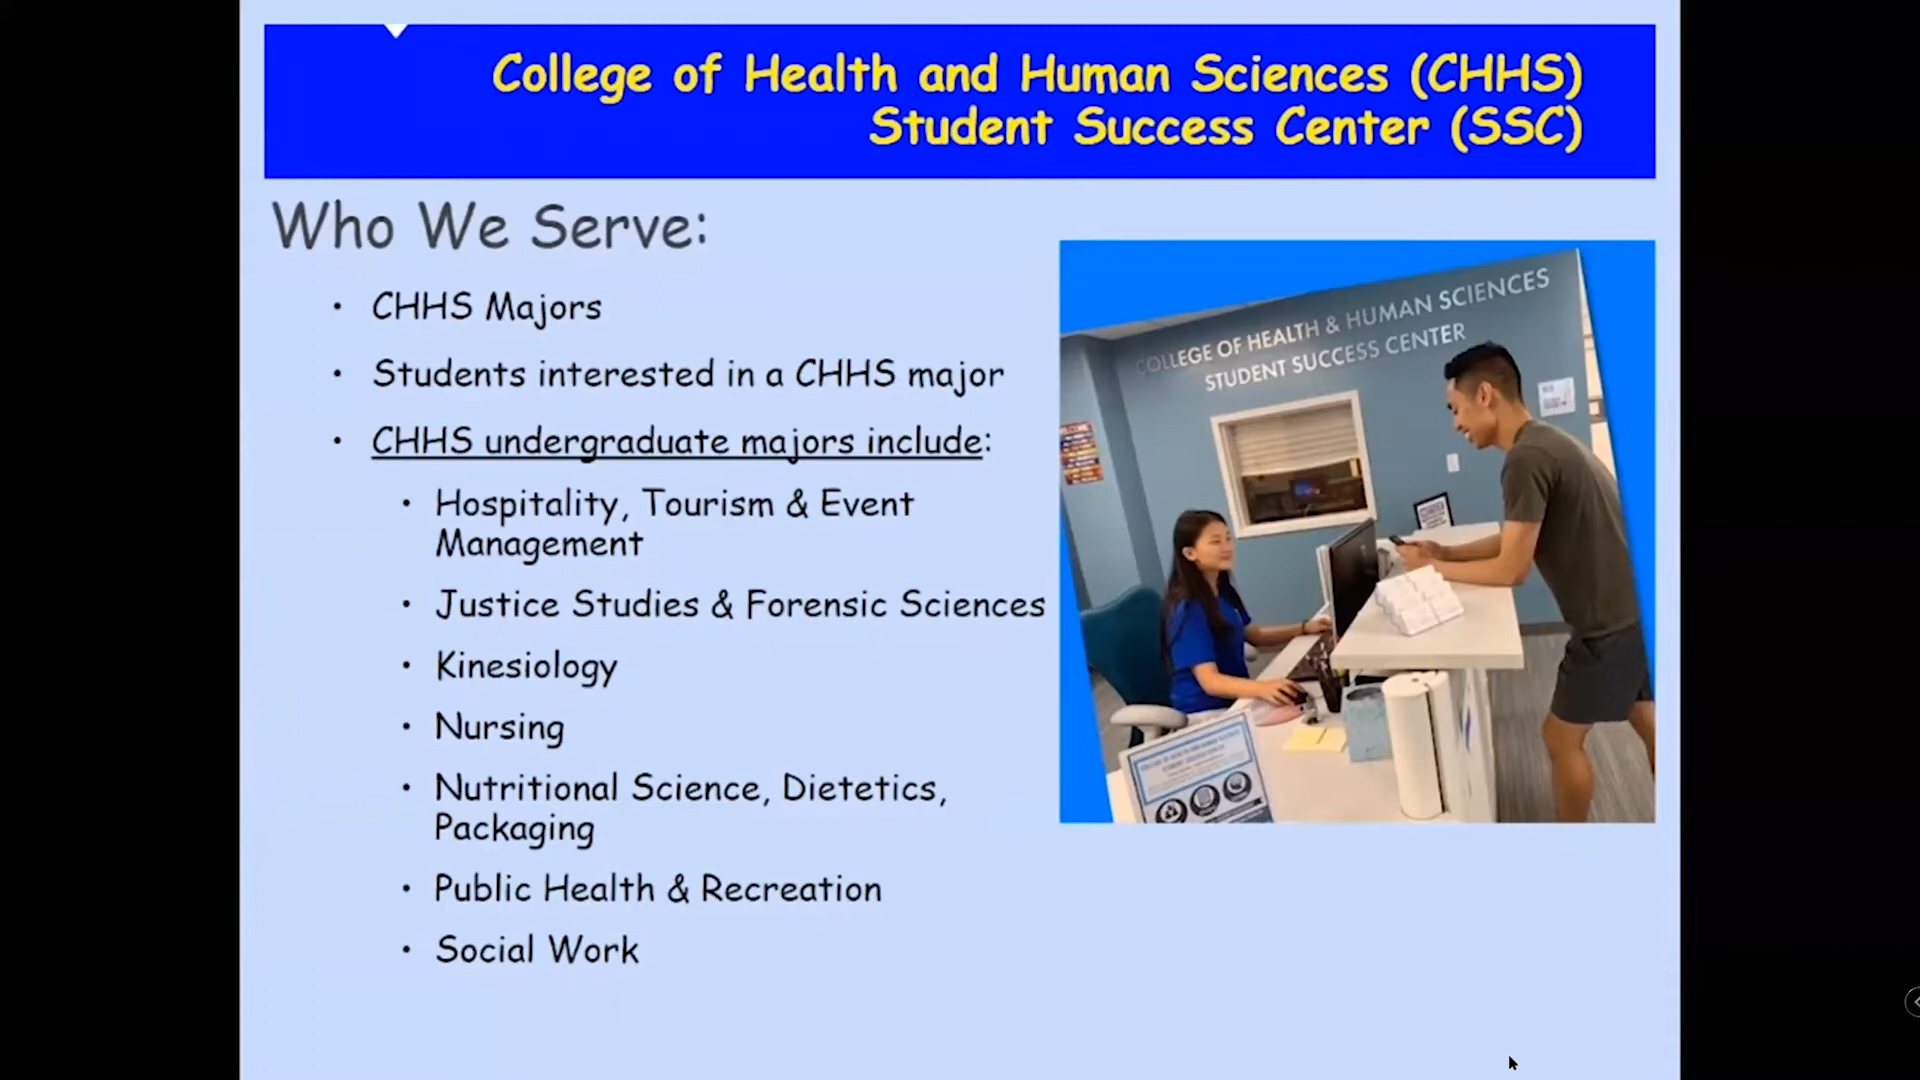 College of Health and Human Sciences (CHHS)
Student Success Center (SSC)
Who We Serve:
• CHHS Majors
• Students interested in a CHHS major
• CHHS undergraduate majors include:
• Hospitality, Tourism & Event
Management
• Justice Studies & Forensic Sciences
• Kinesiology
• Nursing
• Nutritional Science, Dietetics,
Packaging
• Public Health & Recreation
• Social Work
COLLEGE OF HEALTH & HUMAN SCIENCES
STUDENT SUCCESS CENTER